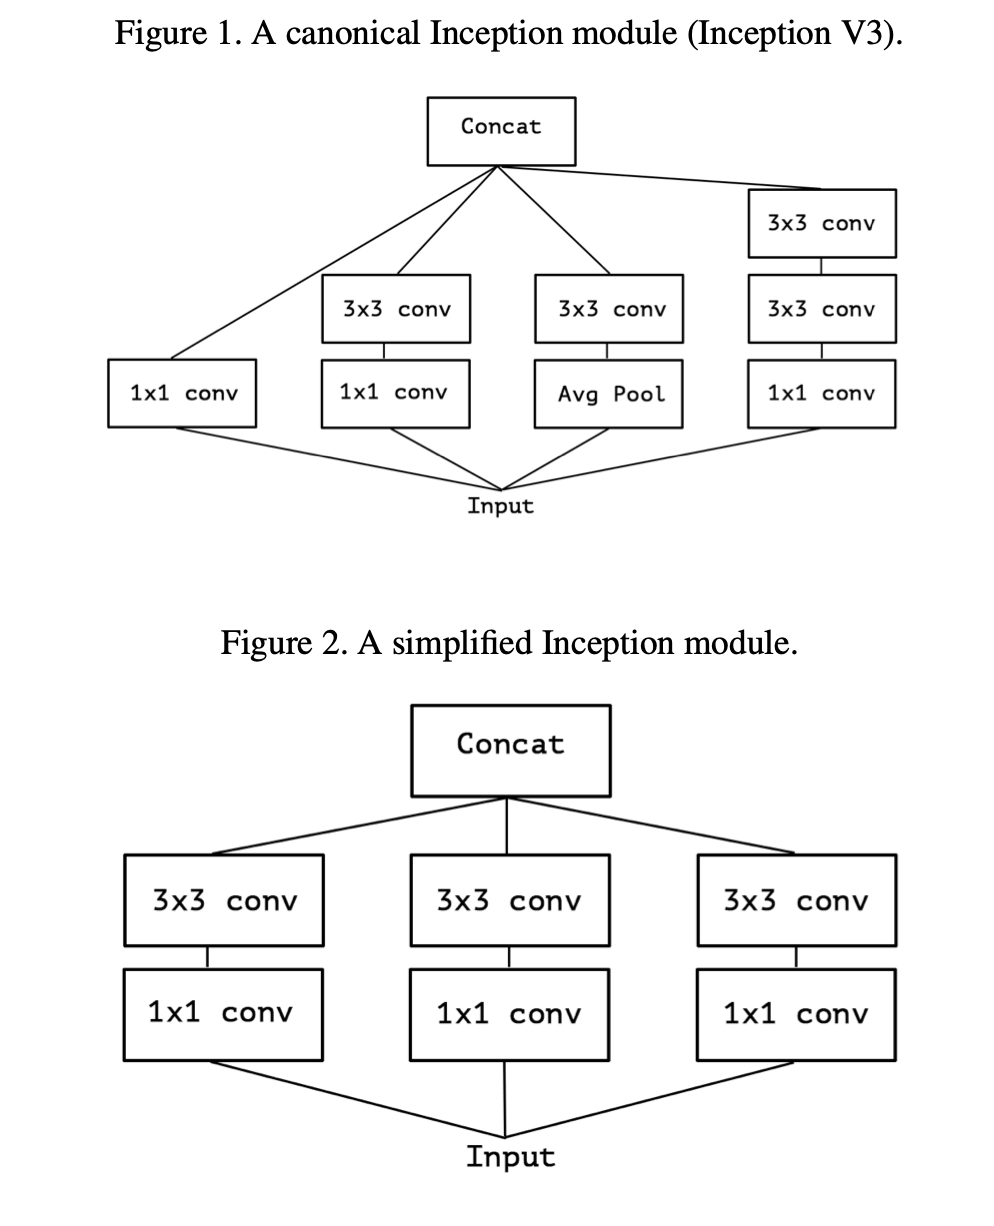 Figure 1. A canonical Inception module (Inception V3).
Concat
3x3 conv
3x3 conv 3x3 conv 3x3 conv
1x1 conv 1x1 conv Avg Pool 1x1 conv
Input
Figure 2. A simplified Inception module.
Concat
3x3 conv 3x3 conv 3x3 conv
1x1 conv 1x1 conv 1x1 conv
Input